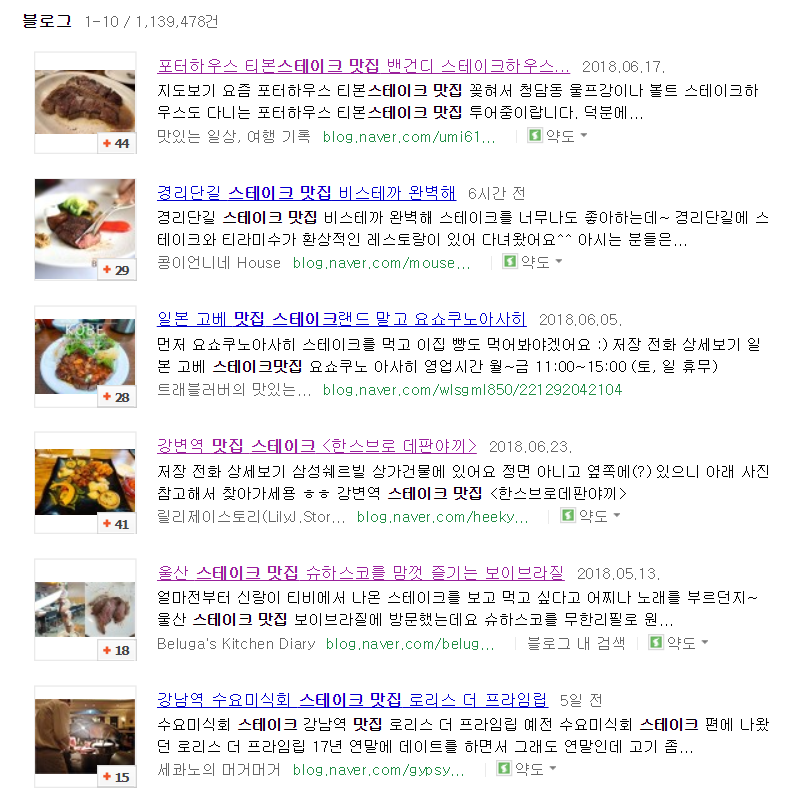 블로그 1-10 / 1,139,478건
포터하우스 티본스테이크 맛집 밴건디 스테이크하우스... 2018.06.17.
지도보기 요즘 포터하우스 티본스테이크 맛집 꽂혀서 청담동 울프강이나 볼트 스테이크하
우스도 다니는 포터하우스 티본스테이크 맛집 투어중이랍니다. 덕분에...
맛있는 일상, 여행 기록 blog.naver.com/umi61... 약도
+ 44
경리단길 스테이크 맛집 비스테까 완벽해 6시간 전
경리단길 스테이크 맛집 비스테까 완벽해 스테이크를 너무나도 좋아하는데~ 경리단길에 스
테이크와 티라미수가 환상적인 레스토랑이 있어 다녀왔어요^^ 아시는 분들은...
콩이언니네 House blog.naver.com/mouse... 약도
+ 29
일본 고베 맛집 스테이크랜드 말고 요쇼쿠노아사히 2018.06.05.
먼저 요쇼쿠노아사히 스테이크를 먹고 이집 빵도 먹어봐야겠어요 :) 저장 전화 상세보기 일
본 고베 스테이크맛집 요쇼쿠노 아사히 영업시간 월~금 11:00~15:00 (토, 일 휴무)
트래블러버의 맛있는... blog.naver.com/wlsgml850/221292042104
KOBE
+ 28
강변역 맛집 스테이크 <한스브로 데판야끼> 2018.06.23.
저장 전화 상세보기 삼성쉐르빌 상가건물에 있어요 정면 아니고 옆쪽에(?) 있으니 아래 사진
참고해서 찾아가세용 ㅎㅎ 강변역 스테이크 맛집 <한스브로데판야끼>
릴리제이스토리(LilyJ.Stor... blog.naver.com/heeky... 약도
+ 41
울산 스테이크 맛집 슈하스코를 맘껏 즐기는 보이브라질 2018.05.13.
얼마전부터 신랑이 티비에서 나온 스테이크를 보고 먹고 싶다고 어찌나 노래를 부르던지~
울산 스테이크 맛집 보이브라질에 방문했는데요 슈하스코를 무한리필로 원...
Beluga's Kitchen Diary blog.naver.com/belug... 블로그 내 검색 약도
+ 18
강남역 수요미식회 스테이크 맛집 로리스 더 프라임립 5일 전
수요미식회 스테이크 강남역 맛집 로리스 더 프라임립 예전 수요미식회 스테이크 편에 나왔
던 로리스 더 프라임립 17년 연말에 데이트를 하면서 그래도 연말인데 고기 좀...
세콰노의 머거머거 blog.naver.com/gypsy... 약도
+ 15